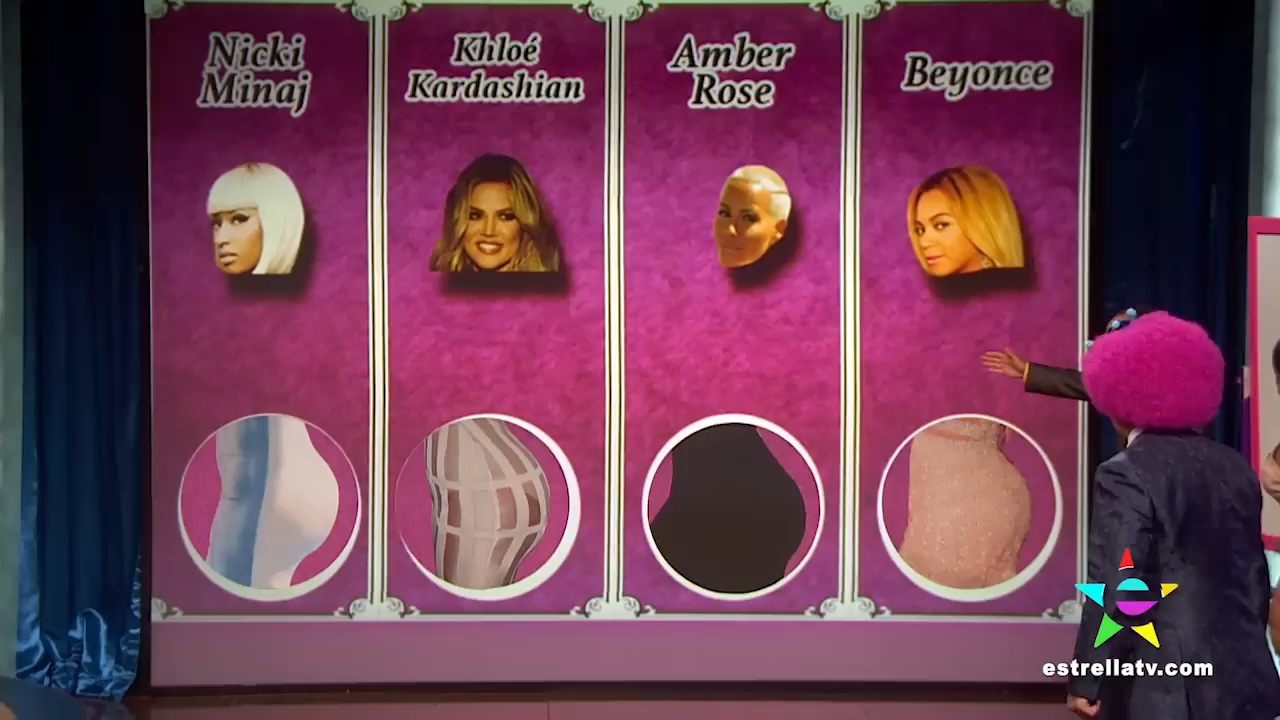 Nicki
Minaj
Khloé
Kardashian
Amber
Rose
Beyonce
estrellatv.com